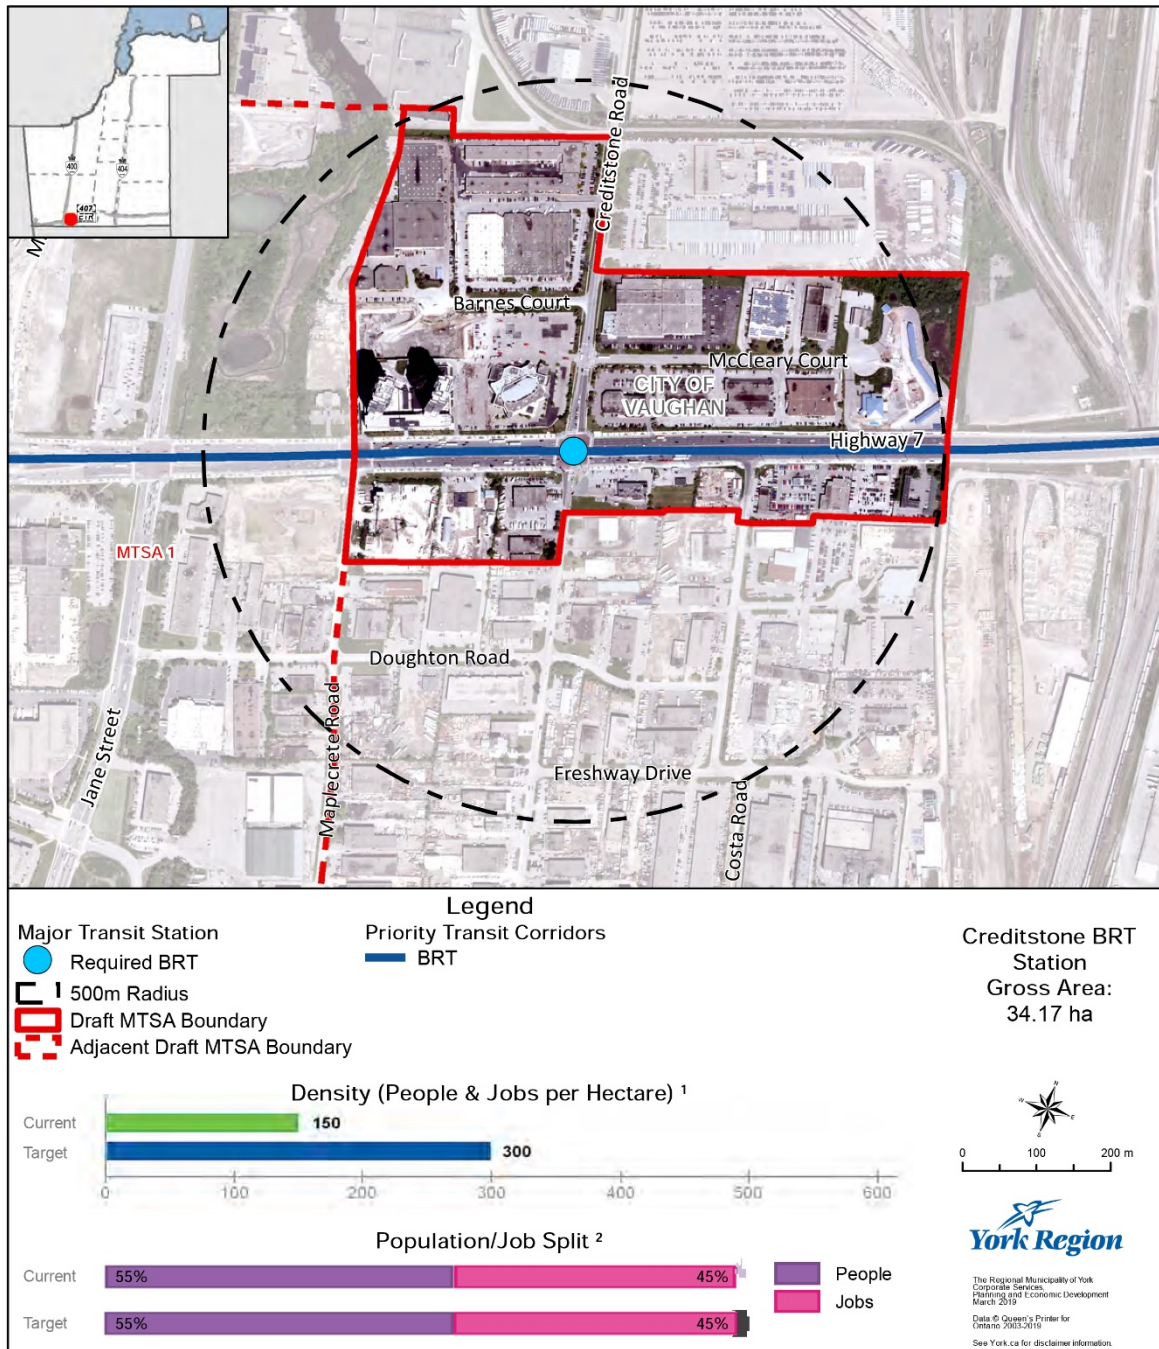 400
404
407
ETR
M
Creditstone Road
Barnes Court
McCleary Court
CITY OF
VAUGHAN
Highway 7
MTSA 1
Doughton Road
Jane Street
Maplecrete Road
Freshway Drive
Costa Road
Legend
Major Transit Station
Required BRT
500m Radius
Draft MTSA Boundary
Adjacent Draft MTSA Boundary
Priority Transit Corridors
BRT
Creditstone BRT
Station
Gross Area:
34.17 ha
Density (People & Jobs per Hectare) ¹
Current
150
Target
300
0 100 200 300 400 500 600
N
E
S
W
0 100 200 m
Population/Job Split ²
Current
55% 45%
Target
55% 45%
People
Jobs
York Region
The Regional Municipality of York
Corporate Services,
Planning and Economic Development
March 2019
Data:© Queen's Printer for
Ontario 2003-2019
See York.ca for disclaimer information.